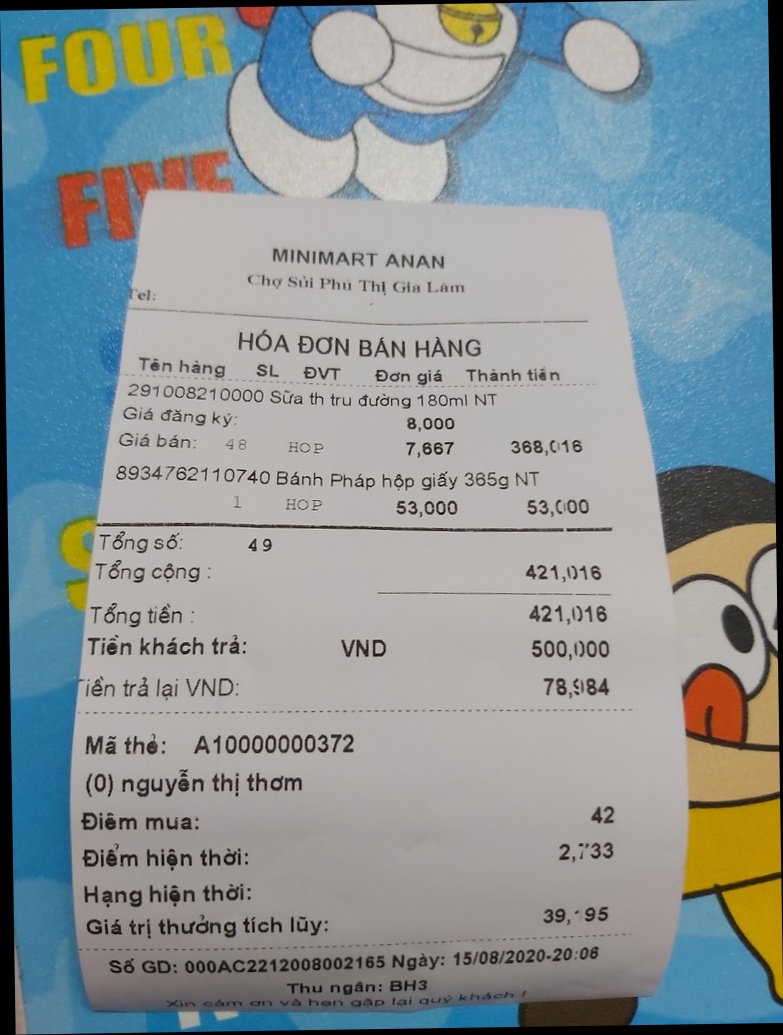 FOUR
FIVE
MINIMART ANAN
Chợ Sủi Phú Thị Gia Lâm
Tel:
HÓA ĐƠN BÁN HÀNG
Tên hàng SL ĐVT Đơn giá Thành tiền
291008210000 Sữa th tru đường 180ml NT
Giá đăng ký: 8,000
Giá bán: 48 HOP 7,667 368,016
8934762110740 Bánh Pháp hộp giấy 365g NT
1 HOP 53,000 53,000
Tổng số: 49
Tổng cộng : 421,016
Tổng tiền : 421,016
Tiền khách trả: VND 500,000
Tiền trả lại VND: 78,984
Mã thẻ: A10000000372
(0) nguyễn thị thơm
Điểm mua: 42
Điểm hiện thời: 2,733
Hạng hiện thời:
Giá trị thưởng tích lũy: 39,195
Số GD: 000AC2212008002165 Ngày: 15/08/2020-20:06
Thu ngân: BH3
Xin cám ơn và hẹn gặp lại quý khách !